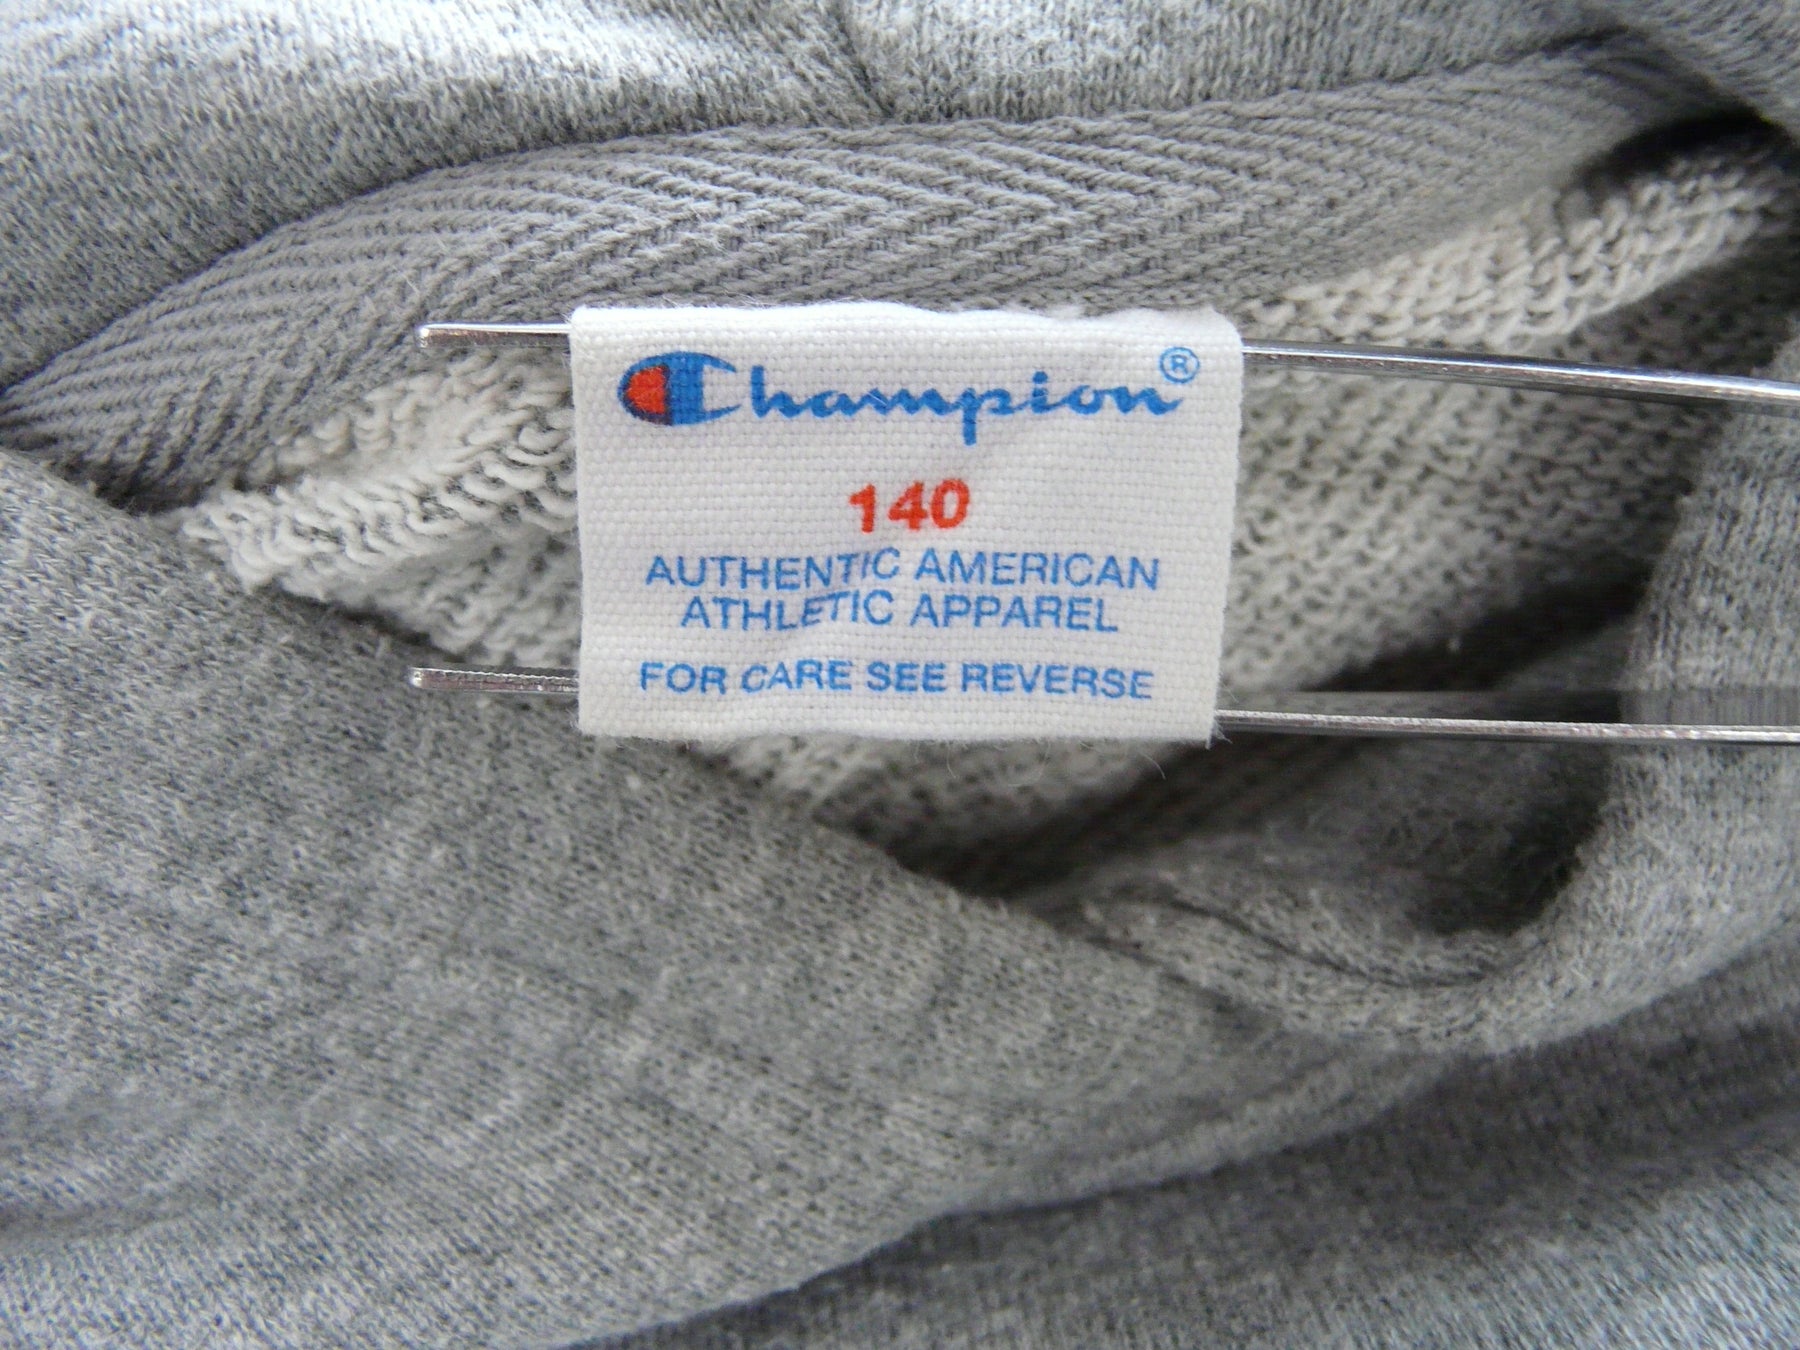 Champion®
140
AUTHENTIC AMERICAN
ATHLETIC APPAREL
FOR CARE SEE REVERSE